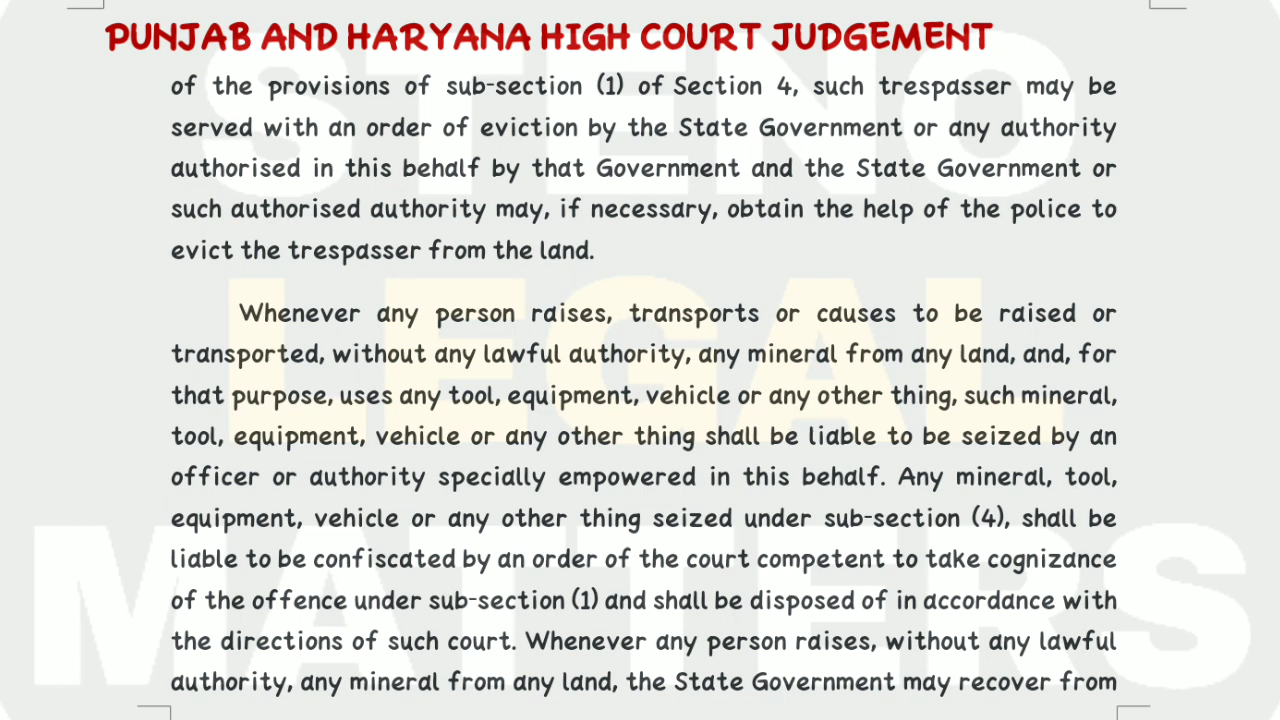 PUNJAB AND HARYANA HIGH COURT JUDGEMENT
of the provisions of sub-section (1) of Section 4, such trespasser may be
served with an order of eviction by the State Government or any authority
authorised in this behalf by that Government and the State Government or
such authorised authority may, if necessary, obtain the help of the police to
evict the trespasser from the land.
Whenever any person raises, transports or causes to be raised or
transported, without any lawful authority, any mineral from any land, and, for
that purpose, uses any tool, equipment, vehicle or any other thing, such mineral,
tool, equipment, vehicle or any other thing shall be liable to be seized by an
officer or authority specially empowered in this behalf. Any mineral, tool,
equipment, vehicle or any other thing seized under sub-section (4), shall be
liable to be confiscated by an order of the court competent to take cognizance
of the offence under sub-section (1) and shall be disposed of in accordance with
the directions of such court. Whenever any person raises, without any lawful
authority, any mineral from any land, the State Government may recover from
STENO
LEGAL
MATTERS